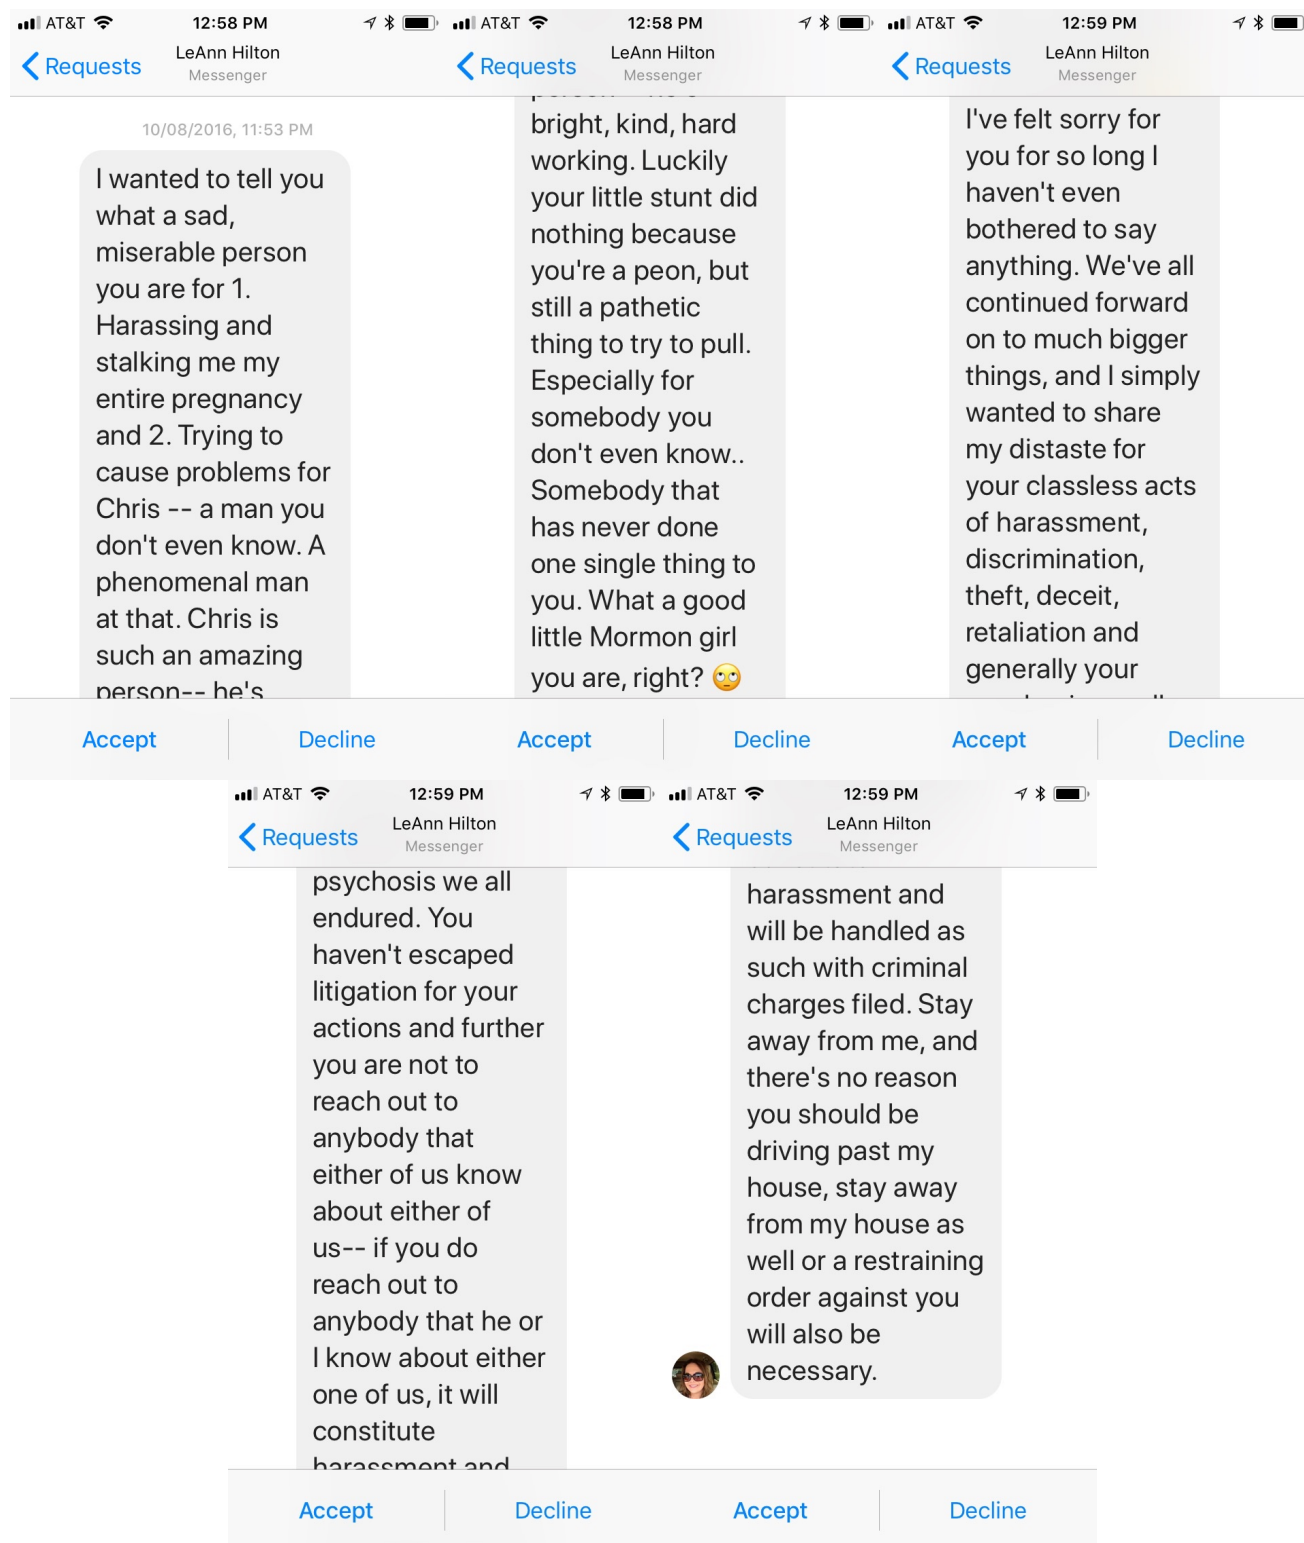 AT&T 12:58 PM
Requests
LeAnn Hilton
Messenger
10/08/2016, 11:53 PM
I wanted to tell you
what a sad,
miserable person
you are for 1.
Harassing and
stalking me my
entire pregnancy
and 2. Trying to
cause problems for
Chris -- a man you
don't even know. A
phenomenal man
at that. Chris is
such an amazing
person-- he's
Accept Decline
AT&T 12:58 PM
Requests
LeAnn Hilton
Messenger
person-- he's
bright, kind, hard
working. Luckily
your little stunt did
nothing because
you're a peon, but
still a pathetic
thing to try to pull.
Especially for
somebody you
don't even know..
Somebody that
has never done
one single thing to
you. What a good
little Mormon girl
you are, right? 🙄
Accept Decline
AT&T 12:59 PM
Requests
LeAnn Hilton
Messenger
I've felt sorry for
you for so long I
haven't even
bothered to say
anything. We've all
continued forward
on to much bigger
things, and I simply
wanted to share
my distaste for
your classless acts
of harassment,
discrimination,
theft, deceit,
retaliation and
generally your
Accept Decline
AT&T 12:59 PM
Requests
LeAnn Hilton
Messenger
psychosis we all
endured. You
haven't escaped
litigation for your
actions and further
you are not to
reach out to
anybody that
either of us know
about either of
us-- if you do
reach out to
anybody that he or
I know about either
one of us, it will
constitute
harassment and
Accept Decline
AT&T 12:59 PM
Requests
LeAnn Hilton
Messenger
harassment and
will be handled as
such with criminal
charges filed. Stay
away from me, and
there's no reason
you should be
driving past my
house, stay away
from my house as
well or a restraining
order against you
will also be
necessary.
Accept Decline